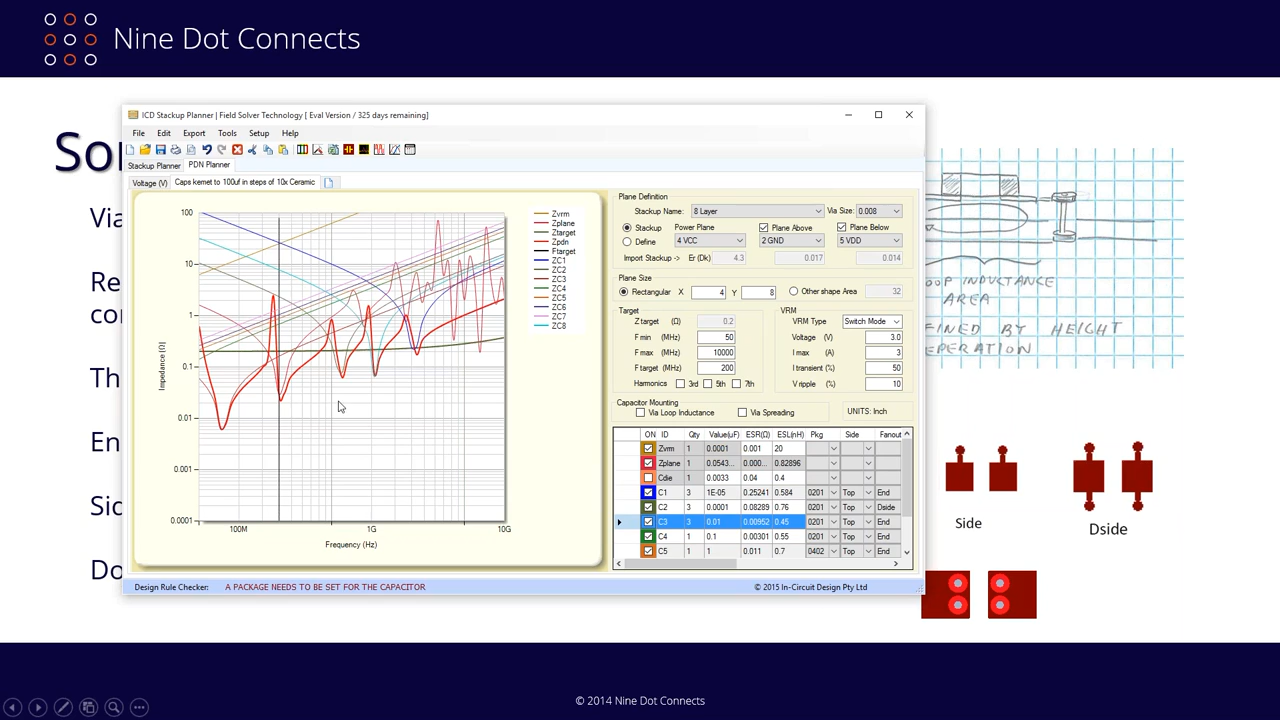 Nine Dot Connects
ICD Stackup Planner | Field Solver Technology [ Eval Version / 325 days remaining]
File Edit Export Tools Setup Help
Stackup Planner PDN Planner
Voltage (V) Caps kemet to 100uf in steps of 10x Ceramic
100
10
1
0.1
0.01
0.001
0.0001
100M 1G 10G
Impedance (Ω)
Frequency (Hz)
Zvrm
Zplane
Ztarget
Zpdn
Ftarget
ZC1
ZC2
ZC3
ZC4
ZC5
ZC6
ZC7
ZC8
Plane Definition
Stackup Name: 8 Layer Via Size: 0.008
Stackup Power Plane Plane Above Plane Below
Define 4 VCC 2 GND 5 VDD
Import Stackup -> Er (Dk) 4.3 0.017 0.014
Plane Size
Rectangular X 4 Y 8 Other shape Area 32
Target
Z target (Ω) 0.2
F min (MHz) 50
F max (MHz) 10000
F target (MHz) 200
Harmonics 3rd 5th 7th
VRM
VRM Type Switch Mode
Voltage (V) 3.0
I max (A) 3
I transient (%) 50
V ripple (%) 10
Capacitor Mounting
Via Loop Inductance Via Spreading UNITS: Inch
ON ID Qty Value(uF) ESR(Ω) ESL(nH) Pkg Side Fanout
Zvrm 1 0.0001 0.001 20
Zplane 1 0.0543... 0.000... 0.82896
Cdie 1 0.0033 0.04 0.4
C1 3 1E-05 0.25241 0.584 0201 Top End
C2 3 0.0001 0.08289 0.76 0201 Top Dside
C3 3 0.01 0.00952 0.45 0201 Top End
C4 1 0.1 0.00301 0.55 0201 Top End
C5 1 1 0.011 0.7 0402 Top End
Design Rule Checker: A PACKAGE NEEDS TO BE SET FOR THE CAPACITOR
© 2015 In-Circuit Design Pty Ltd
So
Via
Re
con
Th
En
Sid
Do
OOP INDUCTANCE
AREA
FINED BY HEIGHT
EPERATION
Side
Dside
© 2014 Nine Dot Connects